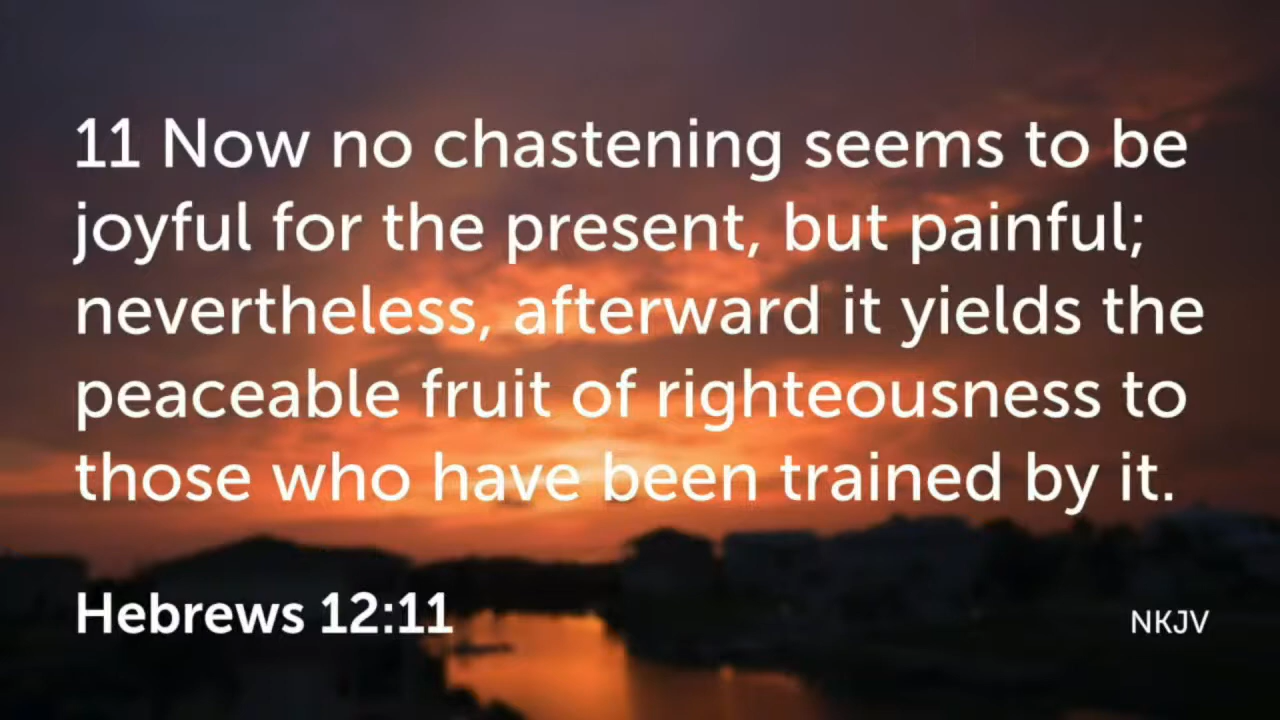 11 Now no chastening seems to be
joyful for the present, but painful;
nevertheless, afterward it yields the
peaceable fruit of righteousness to
those who have been trained by it.
Hebrews 12:11
NKJV